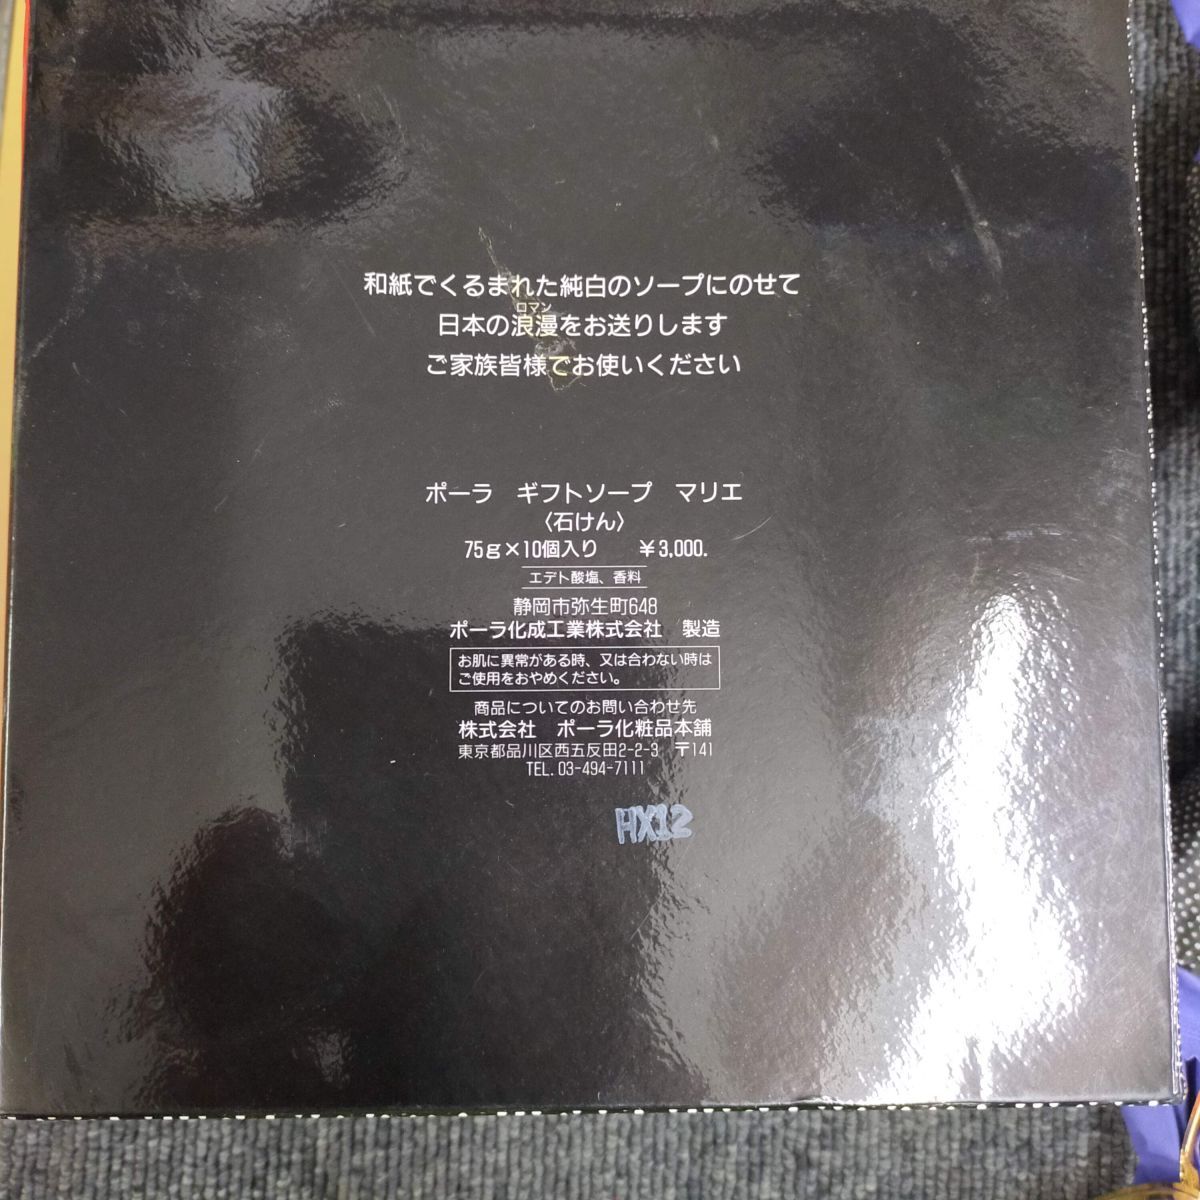 和紙でくるまれた純白のソープにのせて
ロマン
日本の浪漫をお送りします
ご家族皆様でお使いください
ポーラ ギフトソープ マリエ
〈石けん〉
75g×10個入り ￥3,000.
エデト酸塩、香料
静岡市弥生町648
ポーラ化成工業株式会社 製造
お肌に異常がある時、又は合わない時は
ご使用をおやめください。
商品についてのお問い合わせ先
株式会社 ポーラ化粧品本舗
東京都品川区西五反田2-2-3 〒141
TEL. 03-494-7111
HX12